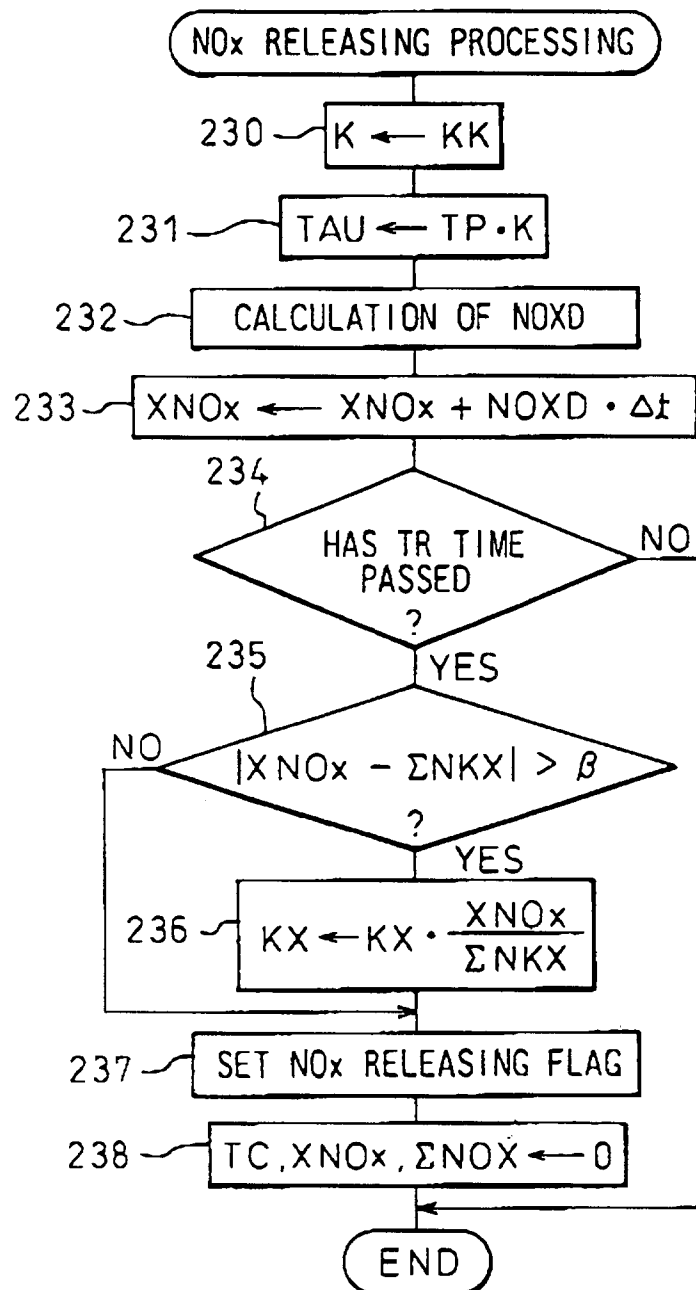 NOx RELEASING PROCESSING
230
K ← KK
231
TAU ← TP·K
232
CALCULATION OF NOXD
233
XNOx ← XNOx + NOXD · Δt
234
HAS TR TIME
PASSED
?
NO
YES
235
NO
|XNOx - ΣNKX| > β
?
YES
236
KX ← KX · XNOx / ΣNKX
237
SET NOx RELEASING FLAG
238
TC, XNOx, ΣNOX ← 0
END